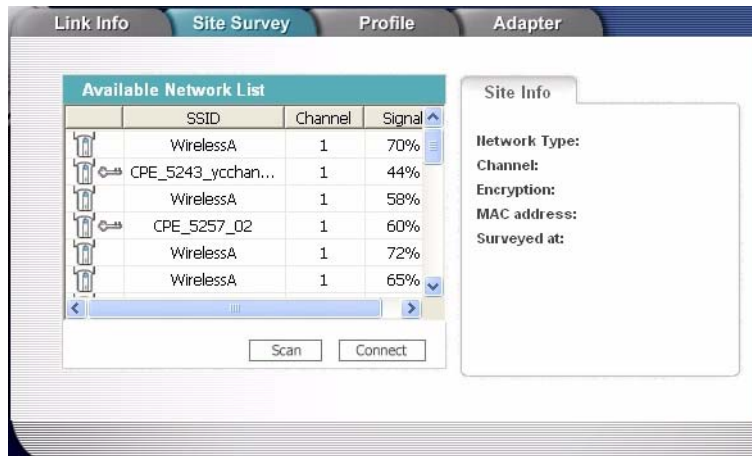 Link Info Site Survey Profile Adapter
Available Network List
SSID Channel Signal
WirelessA 1 70%
CPE_5243_ycchan... 1 44%
WirelessA 1 58%
CPE_5257_02 1 60%
WirelessA 1 72%
WirelessA 1 65%
Scan Connect
Site Info
Network Type:
Channel:
Encryption:
MAC address:
Surveyed at: